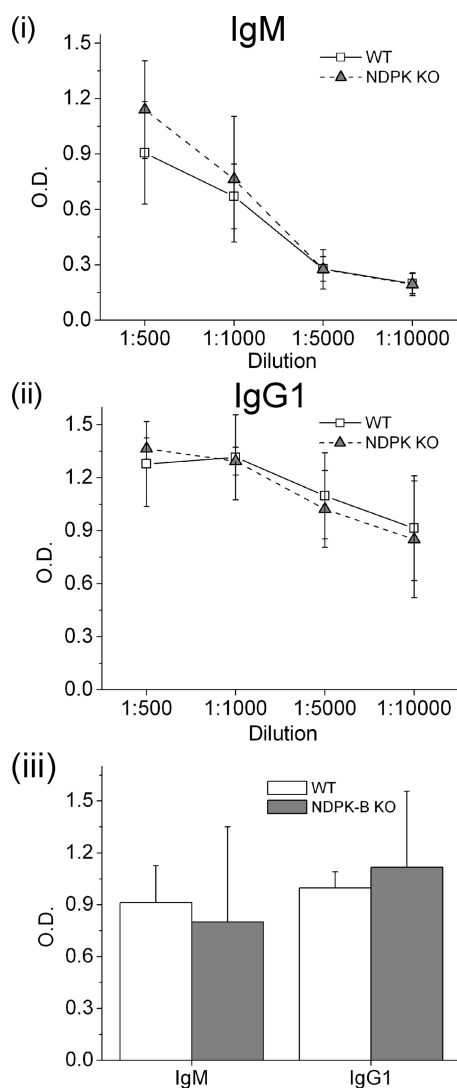 (i) IgM
WT
NDPK KO
1.5
1.2
0.9
0.6
0.3
0.0
O.D.
1:500 1:1000 1:5000 1:10000
Dilution
(ii) IgG1
WT
NDPK KO
1.5
1.2
0.9
0.6
0.3
0.0
O.D.
1:500 1:1000 1:5000 1:10000
Dilution
(iii)
WT
NDPK-B KO
1.5
1.2
0.9
0.6
0.3
0.0
O.D.
IgM IgG1